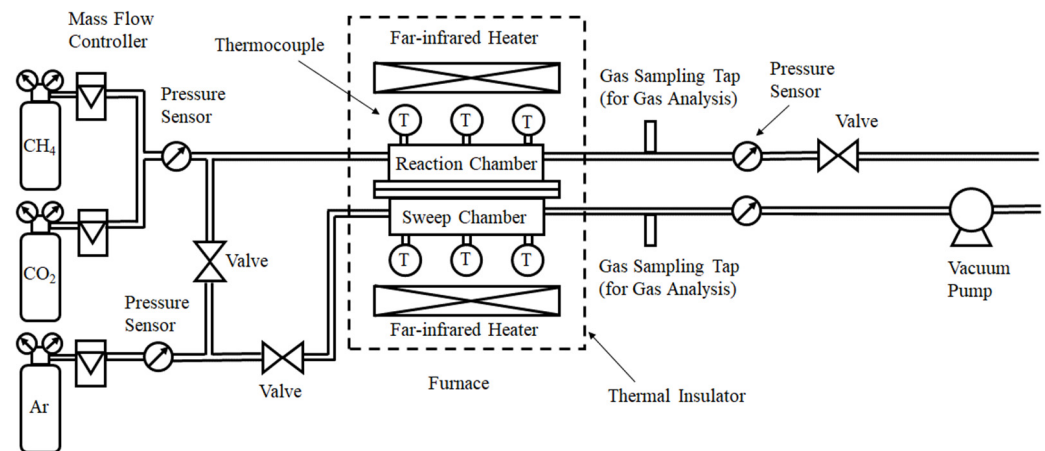 Mass Flow
Controller
Thermocouple
Far-infrared Heater
Pressure
Sensor
Gas Sampling Tap
(for Gas Analysis)
Pressure
Sensor
Valve
CH4
T T T
Reaction Chamber
Sweep Chamber
CO2
Valve
T T T
Gas Sampling Tap
(for Gas Analysis)
Vacuum
Pump
Pressure
Sensor
Far-infrared Heater
Valve
Furnace
Thermal Insulator
Ar